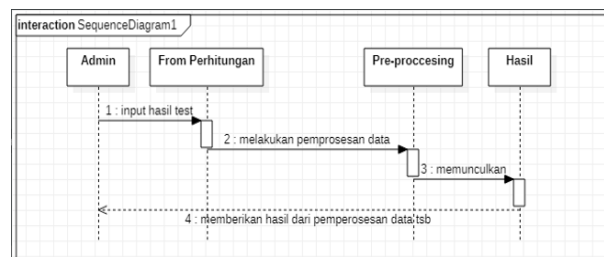 interaction SequenceDiagram1
Admin
From Perhitungan
Pre-proccesing
Hasil
1 : input hasil test
2 : melakukan pemprosesan data
3 : memunculkan
4 : memberikan hasil dari pemperosesan data tsb